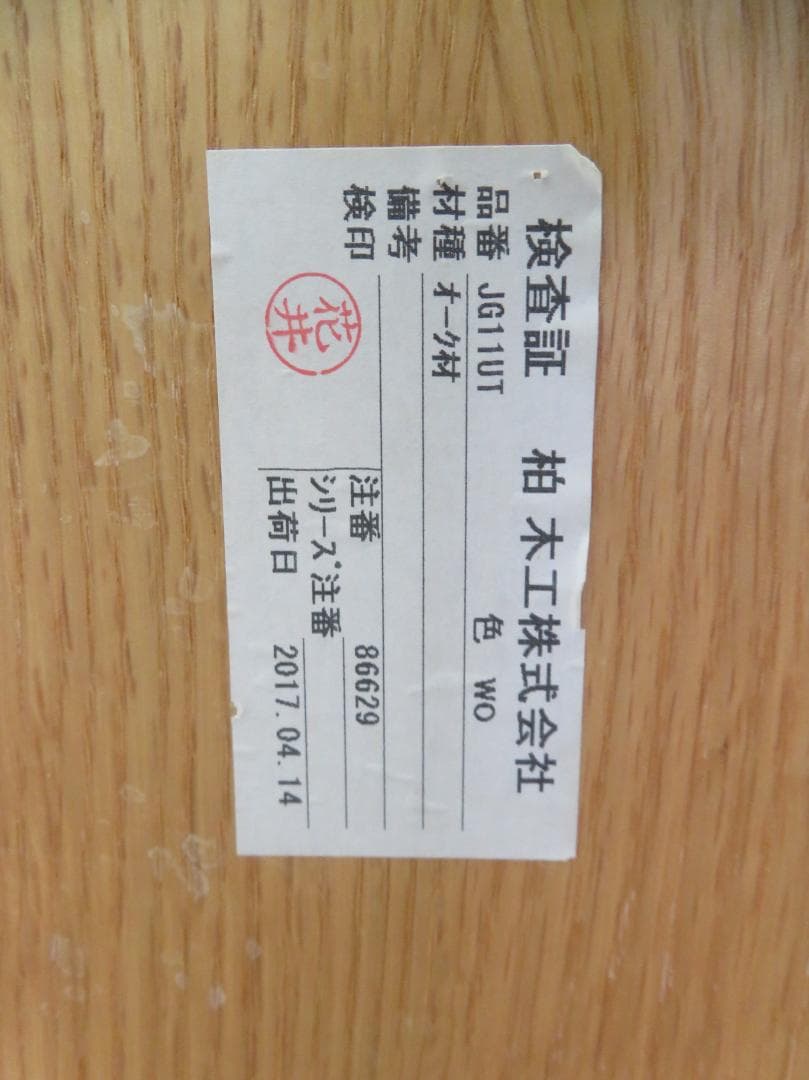 検査証 柏木工株式会社
品番 JG11UT 色 WO
材種 オーク材
備考
検印
花井
注番 86629
シリーズ注番
出荷日 2017.04.14